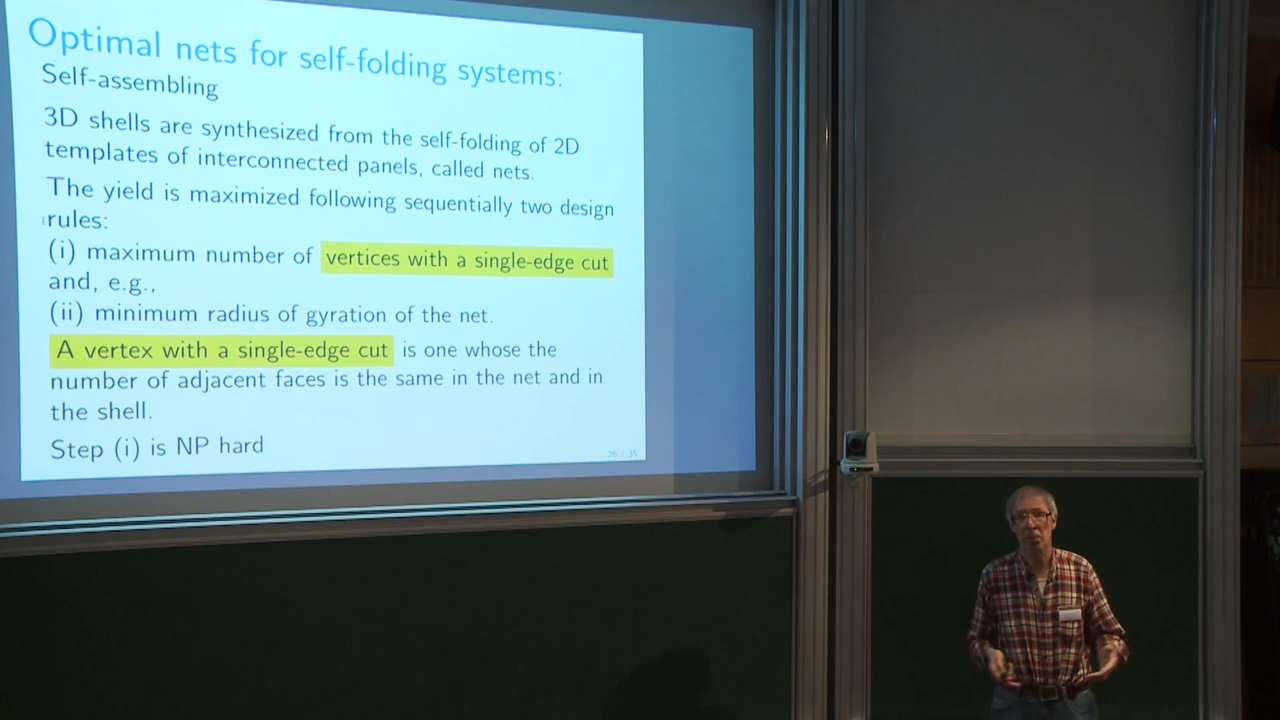 Optimal nets for self-folding systems:
Self-assembling
3D shells are synthesized from the self-folding of 2D
templates of interconnected panels, called nets.
The yield is maximized following sequentially two design
rules:
(i) maximum number of vertices with a single-edge cut
and, e.g.,
(ii) minimum radius of gyration of the net.
A vertex with a single-edge cut is one whose the
number of adjacent faces is the same in the net and in
the shell.
Step (i) is NP hard
26 / 35